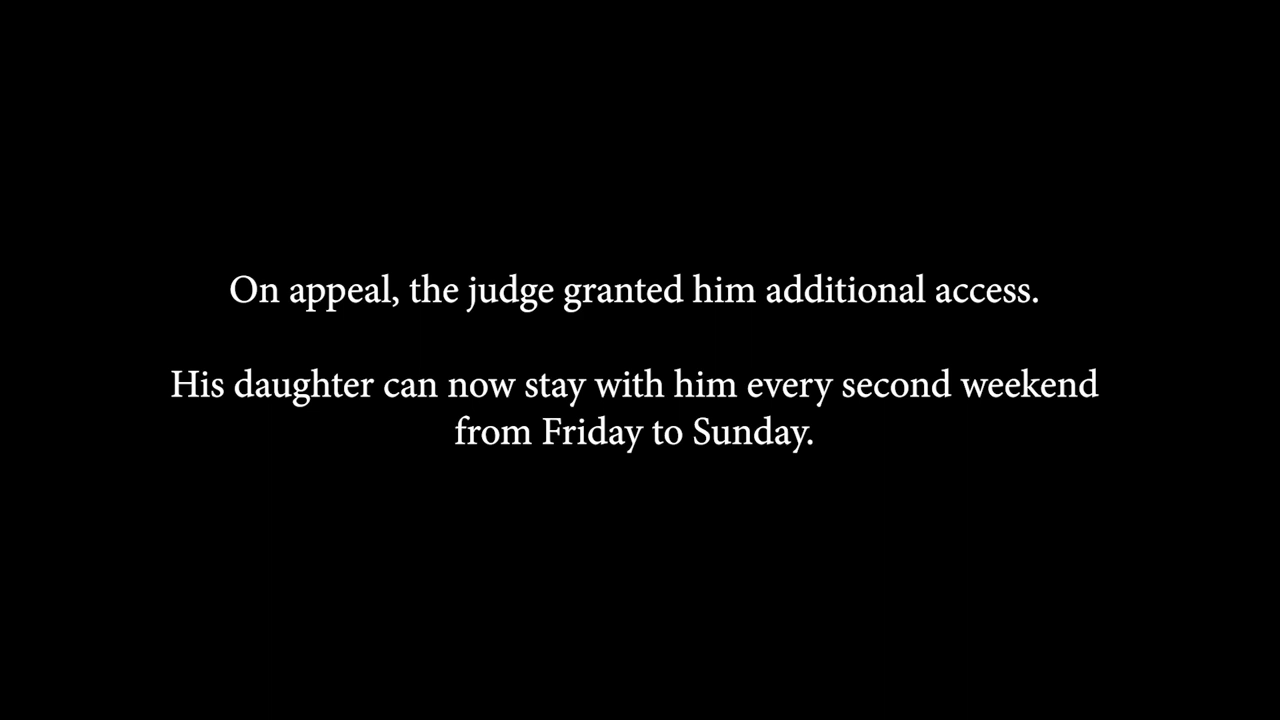 On appeal, the judge granted him additional access.
His daughter can now stay with him every second weekend
from Friday to Sunday.